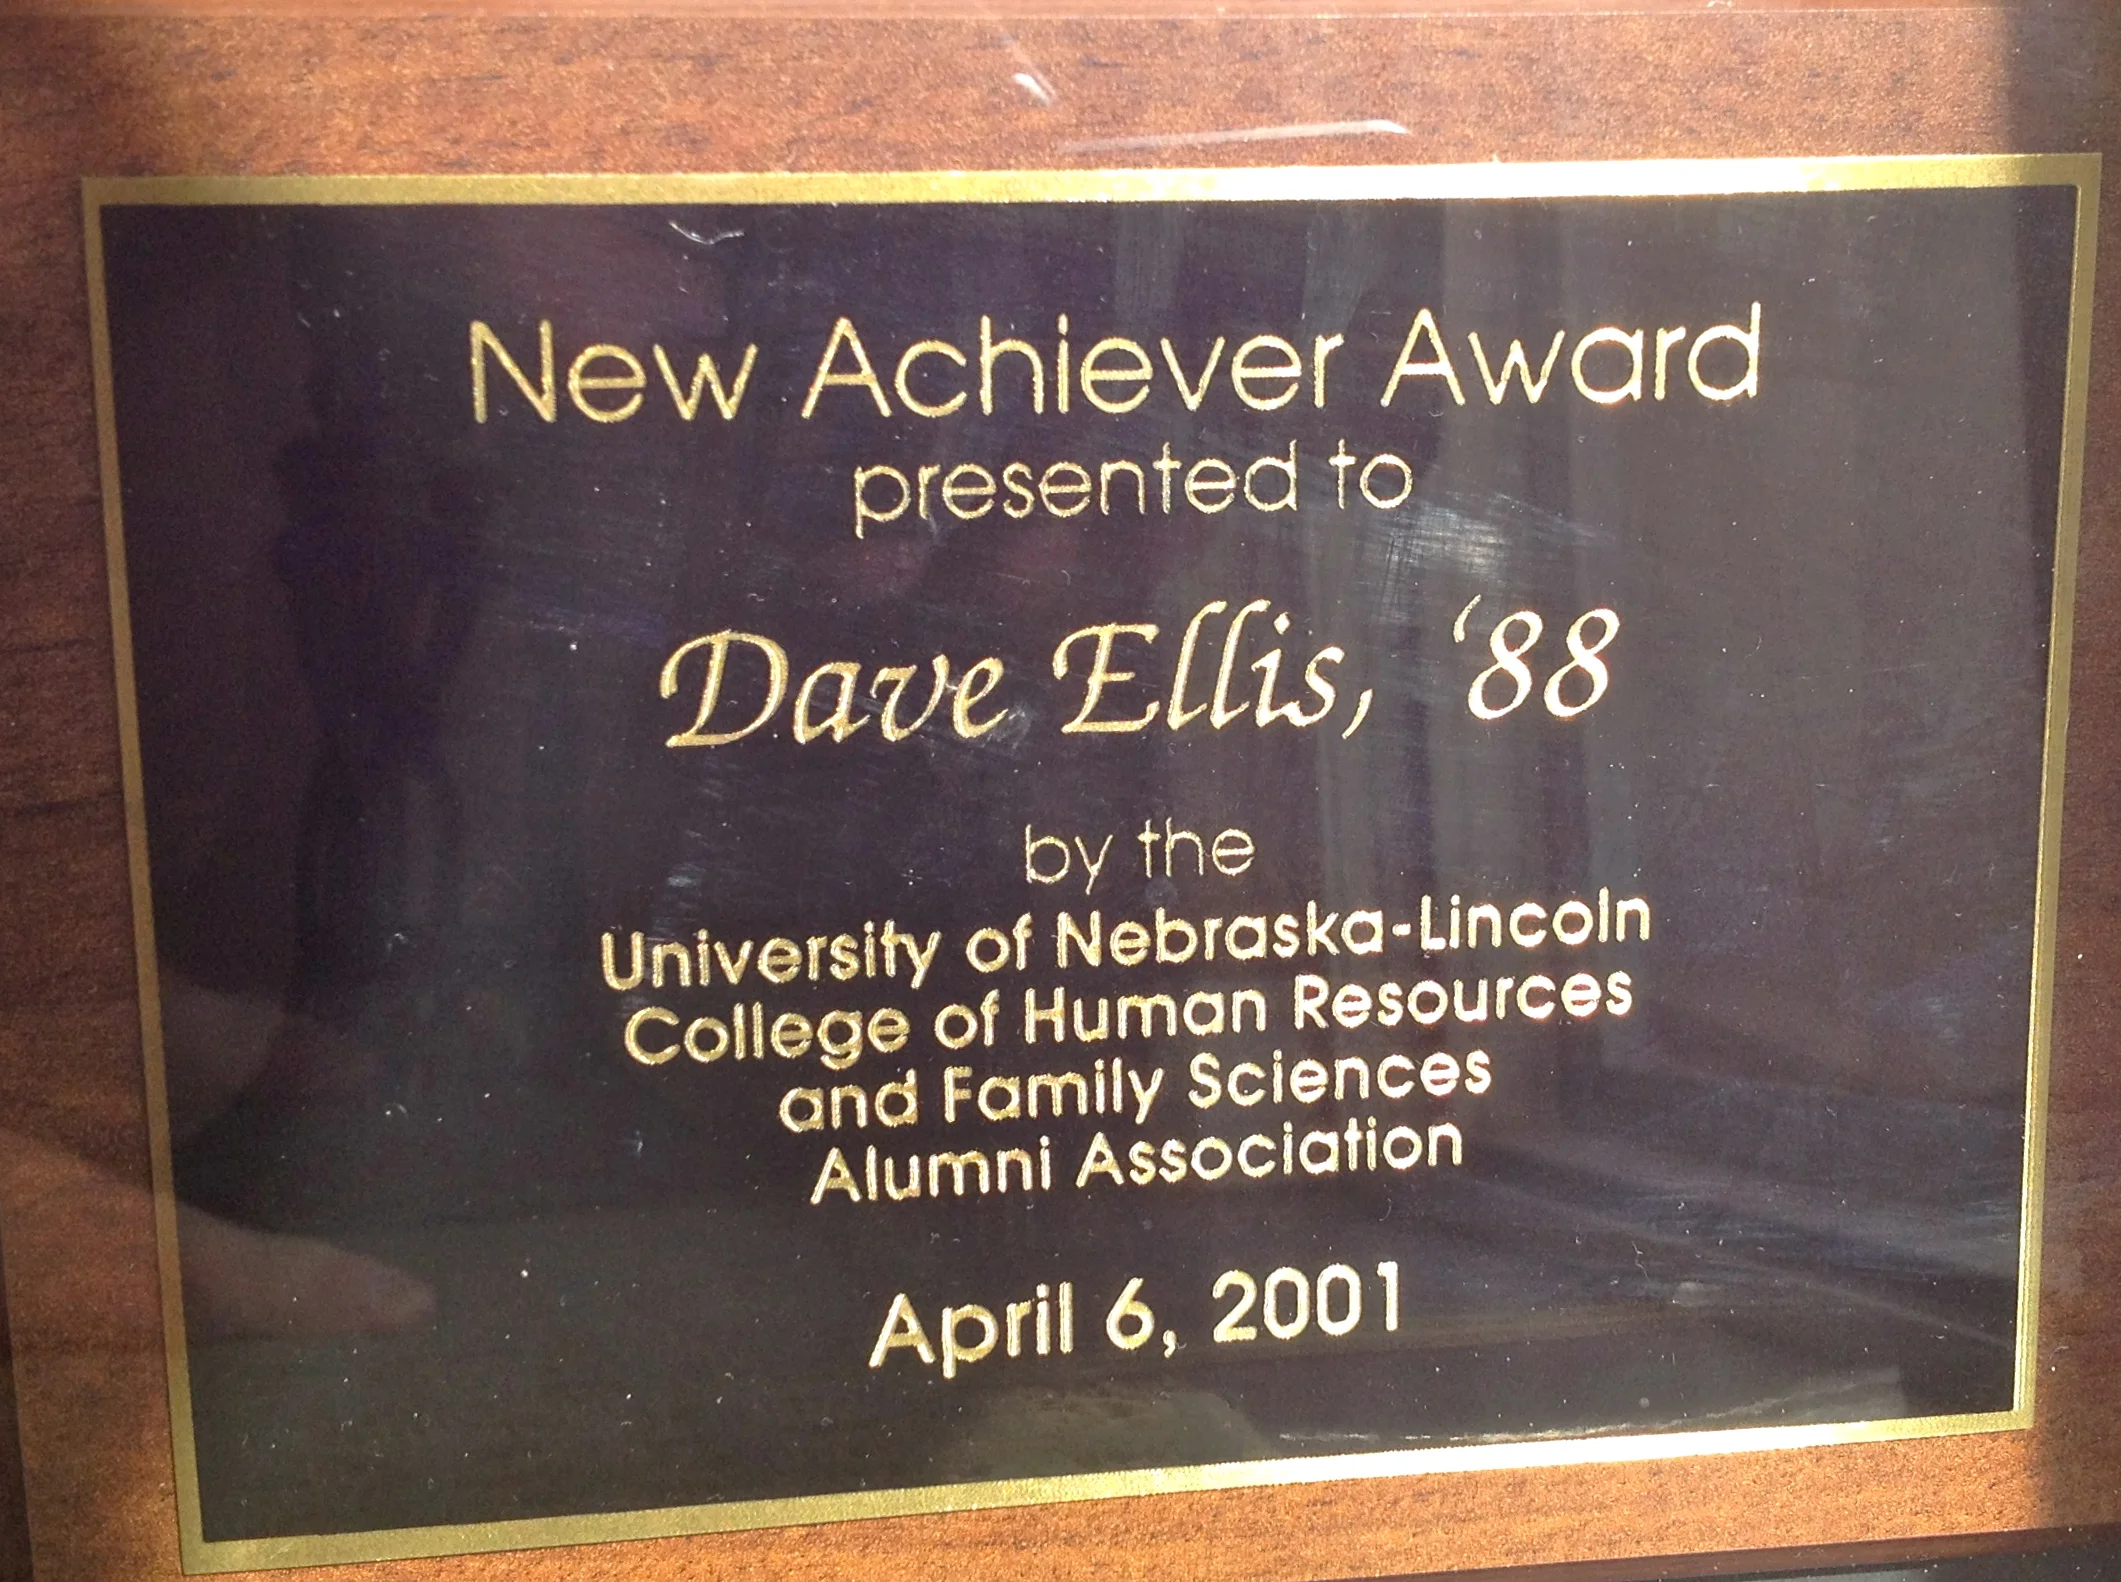 New Achiever Award
presented to
Dave Ellis, ‘88
by the
University of Nebraska-Lincoln
College of Human Resources
and Family Sciences
Alumni Association
April 6, 2001